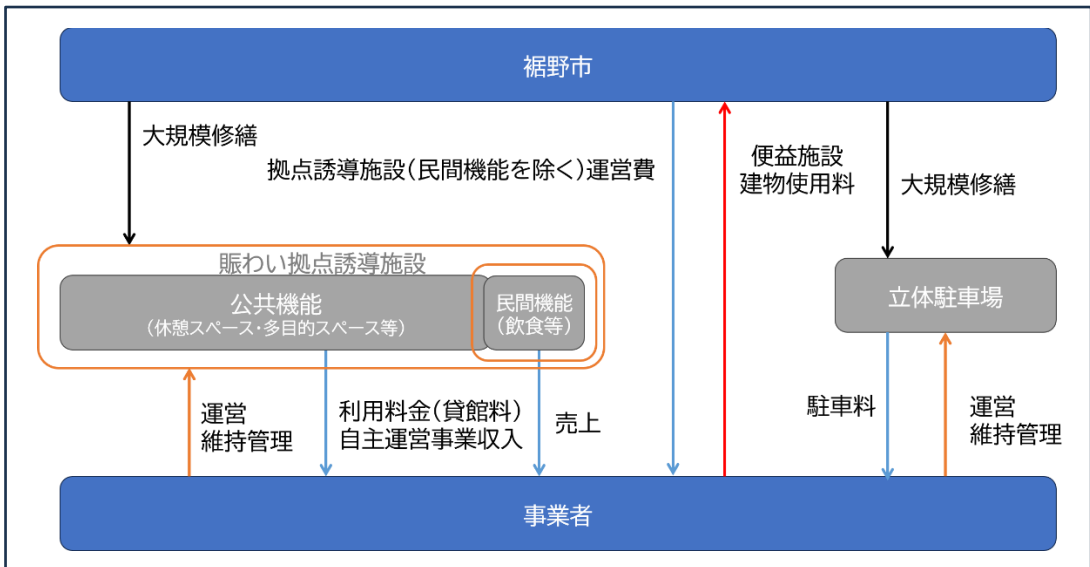 裾野市
大規模修繕
拠点誘導施設(民間機能を除く)運営費
便益施設
建物使用料
大規模修繕
賑わい拠点誘導施設
公共機能
(休憩スペース・多目的スペース等)
民間機能
(飲食等)
立体駐車場
運営
維持管理
利用料金(貸館料)
自主運営事業収入
売上
駐車料
運営
維持管理
事業者